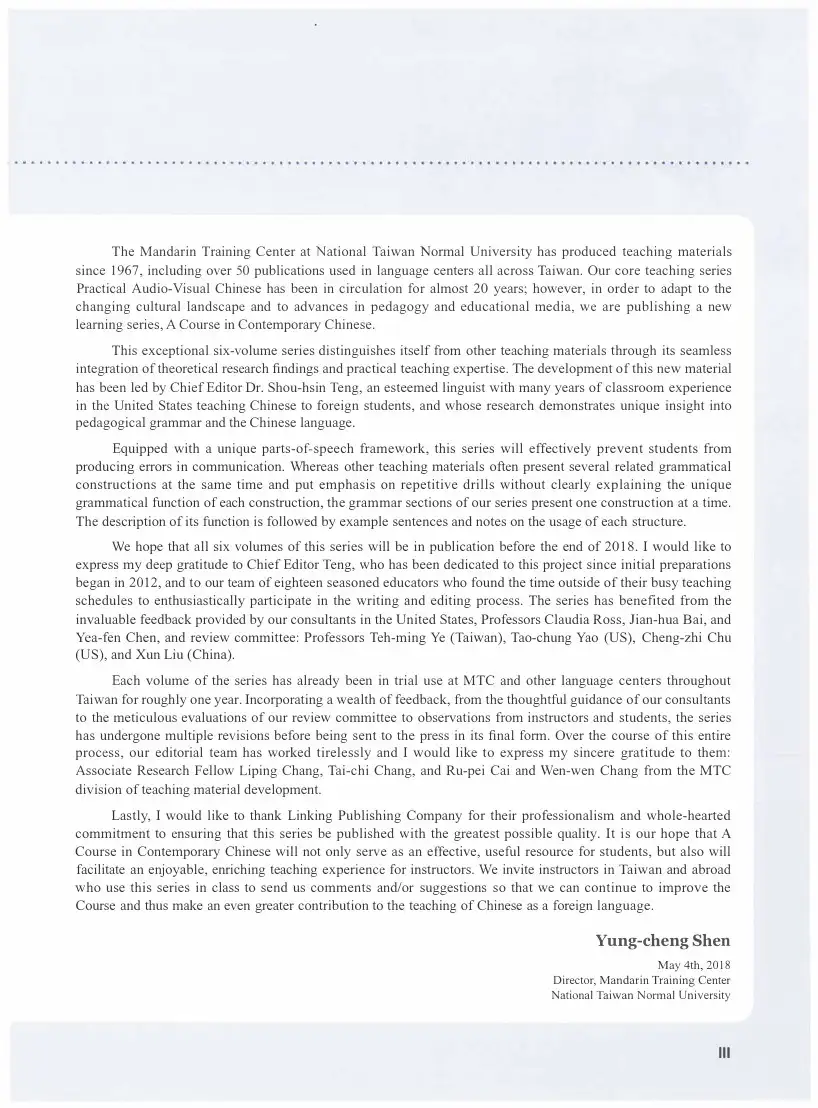 The Mandarin Training Center at National Taiwan Normal University has produced teaching materials
since 1967, including over 50 publications used in language centers all across Taiwan. Our core teaching series
Practical Audio-Visual Chinese has been in circulation for almost 20 years; however, in order to adapt to the
changing cultural landscape and to advances in pedagogy and educational media, we are publishing a new
learning series, A Course in Contemporary Chinese.
This exceptional six-volume series distinguishes itself from other teaching materials through its seamless
integration of theoretical research findings and practical teaching expertise. The development of this new material
has been led by Chief Editor Dr. Shou-hsin Teng, an esteemed linguist with many years of classroom experience
in the United States teaching Chinese to foreign students, and whose research demonstrates unique insight into
pedagogical grammar and the Chinese language.
Equipped with a unique parts-of-speech framework, this series will effectively prevent students from
producing errors in communication. Whereas other teaching materials often present several related grammatical
constructions at the same time and put emphasis on repetitive drills without clearly explaining the unique
grammatical function of each construction, the grammar sections of our series present one construction at a time.
The description of its function is followed by example sentences and notes on the usage of each structure.
We hope that all six volumes of this series will be in publication before the end of 2018. I would like to
express my deep gratitude to Chief Editor Teng, who has been dedicated to this project since initial preparations
began in 2012, and to our team of eighteen seasoned educators who found the time outside of their busy teaching
schedules to enthusiastically participate in the writing and editing process. The series has benefited from the
invaluable feedback provided by our consultants in the United States, Professors Claudia Ross, Jian-hua Bai, and
Yea-fen Chen, and review committee: Professors Teh-ming Ye (Taiwan), Tao-chung Yao (US), Cheng-zhi Chu
(US), and Xun Liu (China).
Each volume of the series has already been in trial use at MTC and other language centers throughout
Taiwan for roughly one year. Incorporating a wealth of feedback, from the thoughtful guidance of our consultants
to the meticulous evaluations of our review committee to observations from instructors and students, the series
has undergone multiple revisions before being sent to the press in its final form. Over the course of this entire
process, our editorial team has worked tirelessly and I would like to express my sincere gratitude to them:
Associate Research Fellow Liping Chang, Tai-chi Chang, and Ru-pei Cai and Wen-wen Chang from the MTC
division of teaching material development.
Lastly, I would like to thank Linking Publishing Company for their professionalism and whole-hearted
commitment to ensuring that this series be published with the greatest possible quality. It is our hope that A
Course in Contemporary Chinese will not only serve as an effective, useful resource for students, but also will
facilitate an enjoyable, enriching teaching experience for instructors. We invite instructors in Taiwan and abroad
who use this series in class to send us comments and/or suggestions so that we can continue to improve the
Course and thus make an even greater contribution to the teaching of Chinese as a foreign language.
Yung-cheng Shen
May 4th, 2018
Director, Mandarin Training Center
National Taiwan Normal University
III